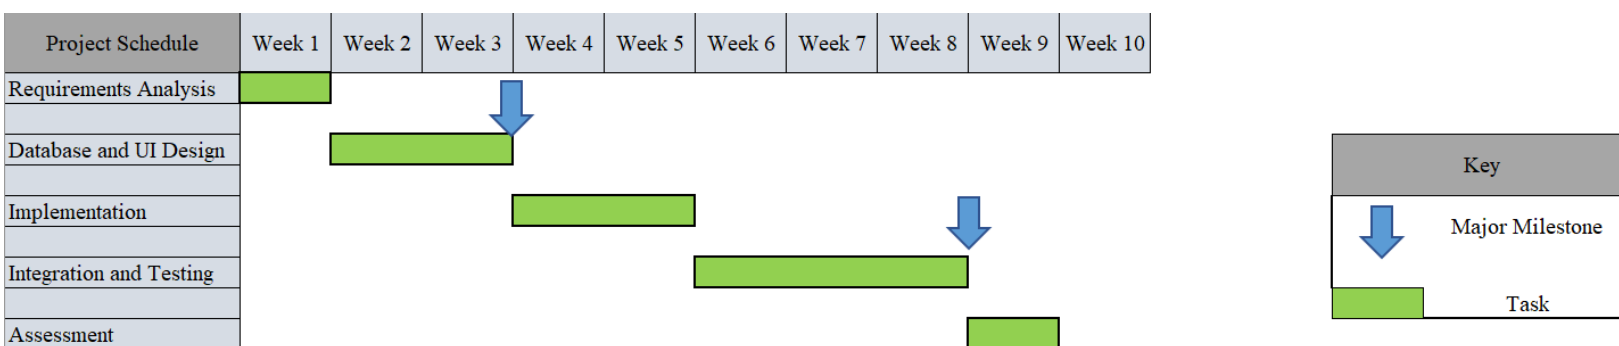 Project Schedule Week 1 Week 2 Week 3 Week 4 Week 5 Week 6 Week 7 Week 8 Week 9 Week 10
Requirements Analysis
Database and UI Design
Implementation
Integration and Testing
Assessment
Key
Major Milestone
Task